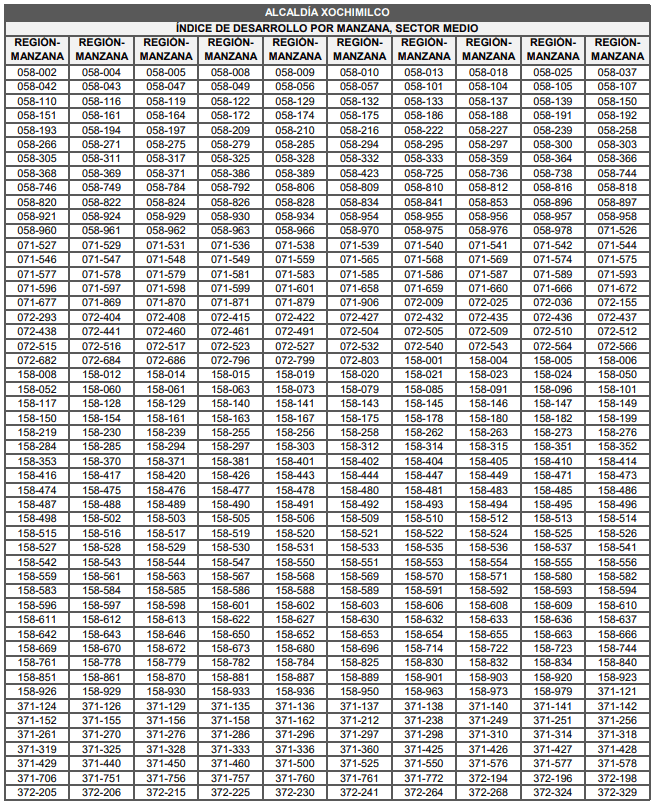 ALCALDÍA XOCHIMILCO
ÍNDICE DE DESARROLLO POR MANZANA, SECTOR MEDIO
REGIÓN-MANZANA REGIÓN-MANZANA REGIÓN-MANZANA REGIÓN-MANZANA REGIÓN-MANZANA REGIÓN-MANZANA REGIÓN-MANZANA REGIÓN-MANZANA REGIÓN-MANZANA REGIÓN-MANZANA
058-002 058-004 058-005 058-008 058-009 058-010 058-013 058-018 058-025 058-037
058-042 058-043 058-047 058-049 058-056 058-057 058-101 058-104 058-105 058-107
058-110 058-116 058-119 058-122 058-129 058-132 058-133 058-137 058-139 058-150
058-151 058-161 058-164 058-172 058-174 058-175 058-186 058-188 058-191 058-192
058-193 058-194 058-197 058-209 058-210 058-216 058-222 058-227 058-239 058-258
058-266 058-271 058-275 058-279 058-285 058-294 058-295 058-297 058-300 058-303
058-305 058-311 058-317 058-325 058-328 058-332 058-333 058-359 058-364 058-366
058-368 058-369 058-371 058-386 058-389 058-423 058-725 058-736 058-738 058-744
058-746 058-749 058-784 058-792 058-806 058-809 058-810 058-812 058-816 058-818
058-820 058-822 058-824 058-826 058-828 058-834 058-841 058-853 058-896 058-897
058-921 058-924 058-929 058-930 058-934 058-954 058-955 058-956 058-957 058-958
058-960 058-961 058-962 058-963 058-966 058-970 058-975 058-976 058-978 071-526
071-527 071-529 071-531 071-536 071-538 071-539 071-540 071-541 071-542 071-544
071-546 071-547 071-548 071-549 071-559 071-565 071-568 071-569 071-574 071-575
071-577 071-578 071-579 071-581 071-583 071-585 071-586 071-587 071-589 071-593
071-596 071-597 071-598 071-599 071-601 071-658 071-659 071-660 071-666 071-672
071-677 071-869 071-870 071-871 071-879 071-906 072-009 072-025 072-036 072-155
072-293 072-404 072-408 072-415 072-422 072-427 072-432 072-435 072-436 072-437
072-438 072-441 072-460 072-461 072-491 072-504 072-505 072-509 072-510 072-512
072-515 072-516 072-517 072-523 072-527 072-532 072-540 072-543 072-564 072-566
072-682 072-684 072-686 072-796 072-799 072-803 158-001 158-004 158-005 158-006
158-008 158-012 158-014 158-015 158-019 158-020 158-021 158-023 158-024 158-050
158-052 158-060 158-061 158-063 158-073 158-079 158-085 158-091 158-096 158-101
158-117 158-128 158-129 158-140 158-141 158-143 158-145 158-146 158-147 158-149
158-150 158-154 158-161 158-163 158-167 158-175 158-178 158-180 158-182 158-199
158-219 158-230 158-239 158-255 158-256 158-258 158-262 158-263 158-273 158-276
158-284 158-285 158-294 158-297 158-303 158-312 158-314 158-315 158-351 158-352
158-353 158-370 158-371 158-381 158-401 158-402 158-404 158-405 158-410 158-414
158-416 158-417 158-420 158-426 158-443 158-444 158-447 158-449 158-471 158-473
158-474 158-475 158-476 158-477 158-478 158-480 158-481 158-483 158-485 158-486
158-487 158-488 158-489 158-490 158-491 158-492 158-493 158-494 158-495 158-496
158-498 158-502 158-503 158-505 158-506 158-509 158-510 158-512 158-513 158-514
158-515 158-516 158-517 158-519 158-520 158-521 158-522 158-524 158-525 158-526
158-527 158-528 158-529 158-530 158-531 158-533 158-535 158-536 158-537 158-541
158-542 158-543 158-544 158-547 158-550 158-551 158-553 158-554 158-555 158-556
158-559 158-561 158-563 158-567 158-568 158-569 158-570 158-571 158-580 158-582
158-583 158-584 158-585 158-586 158-588 158-589 158-591 158-592 158-593 158-594
158-596 158-597 158-598 158-601 158-602 158-603 158-606 158-608 158-609 158-610
158-611 158-612 158-613 158-622 158-627 158-630 158-632 158-633 158-636 158-637
158-642 158-643 158-646 158-650 158-652 158-653 158-654 158-655 158-663 158-666
158-669 158-670 158-672 158-673 158-680 158-696 158-714 158-722 158-723 158-744
158-761 158-778 158-779 158-782 158-784 158-825 158-830 158-832 158-834 158-840
158-851 158-861 158-870 158-881 158-887 158-889 158-901 158-903 158-920 158-923
158-926 158-929 158-930 158-933 158-936 158-950 158-963 158-973 158-979 371-121
371-124 371-126 371-129 371-135 371-136 371-137 371-138 371-140 371-141 371-142
371-152 371-155 371-156 371-158 371-162 371-212 371-238 371-249 371-251 371-256
371-261 371-270 371-276 371-286 371-296 371-297 371-298 371-310 371-314 371-318
371-319 371-325 371-328 371-333 371-336 371-360 371-425 371-426 371-427 371-428
371-429 371-440 371-450 371-460 371-500 371-525 371-550 371-576 371-577 371-578
371-706 371-751 371-756 371-757 371-760 371-761 371-772 372-194 372-196 372-198
372-205 372-206 372-215 372-225 372-230 372-241 372-264 372-268 372-324 372-329